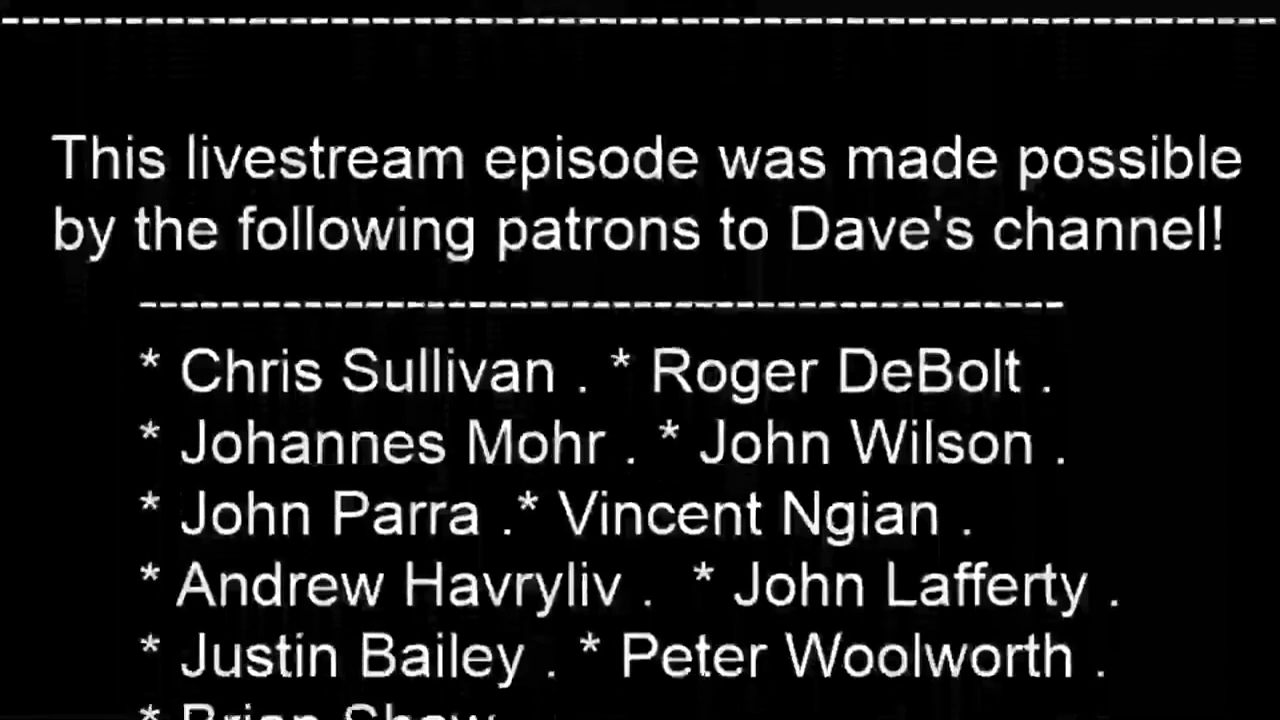 --------------------------------------------------------------------------------
This livestream episode was made possible
by the following patrons to Dave's channel!
----------------------------------------------
* Chris Sullivan . * Roger DeBolt .
* Johannes Mohr . * John Wilson .
* John Parra .* Vincent Ngian .
* Andrew Havryliv .  * John Lafferty .
* Justin Bailey . * Peter Woolworth .
* Brian